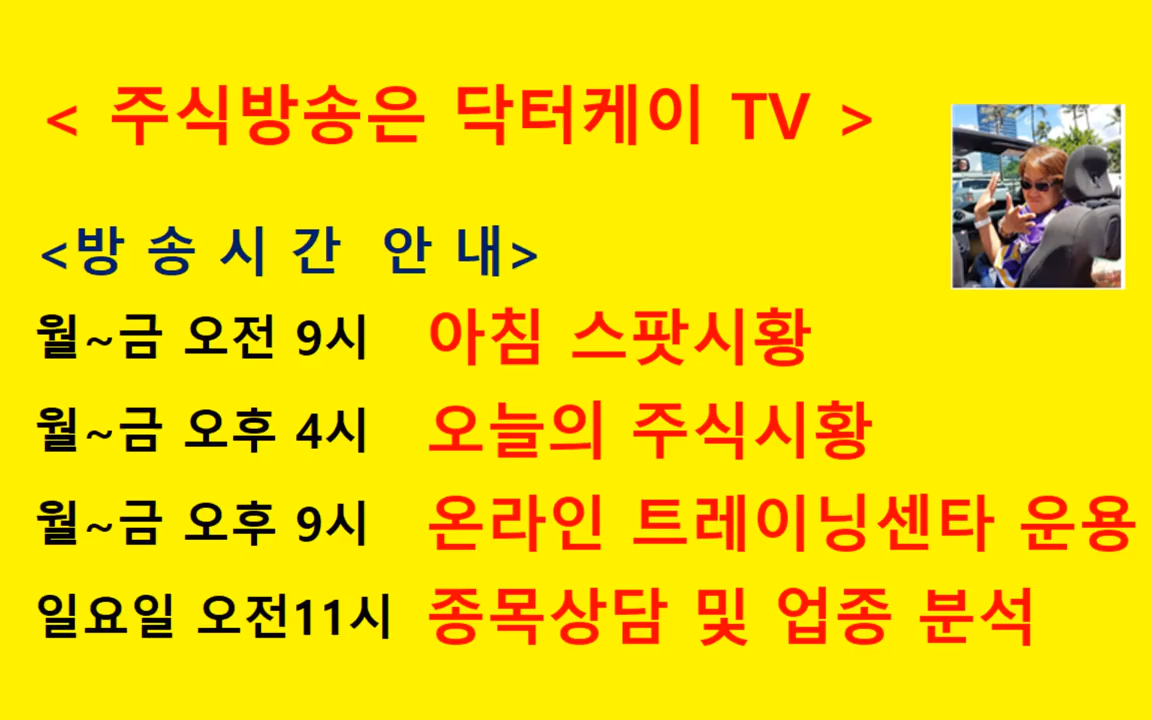 < 주식방송은 닥터케이 TV >
<방 송 시 간 안 내>
월~금 오전 9시 아침 스팟시황
월~금 오후 4시 오늘의 주식시황
월~금 오후 9시 온라인 트레이닝센타 운용
일요일 오전11시 종목상담 및 업종 분석